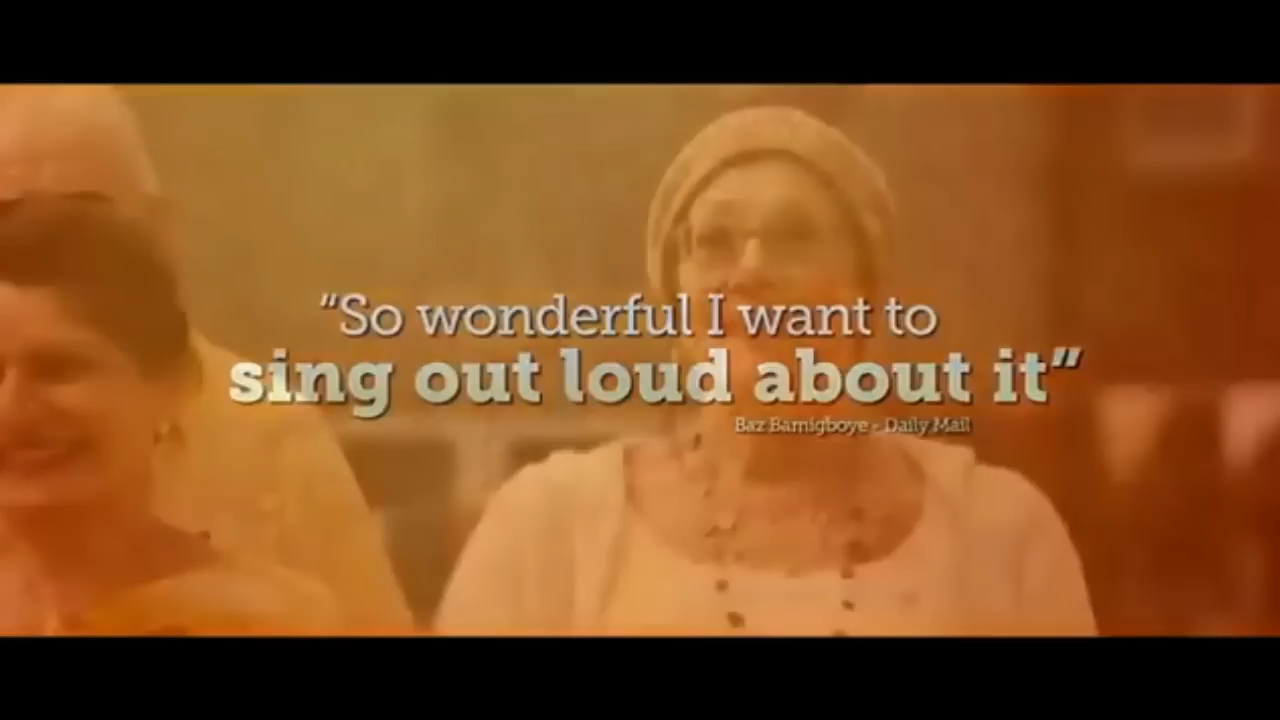 “So wonderful I want to
sing out loud about it”
Baz Bamigboye - Daily Mail